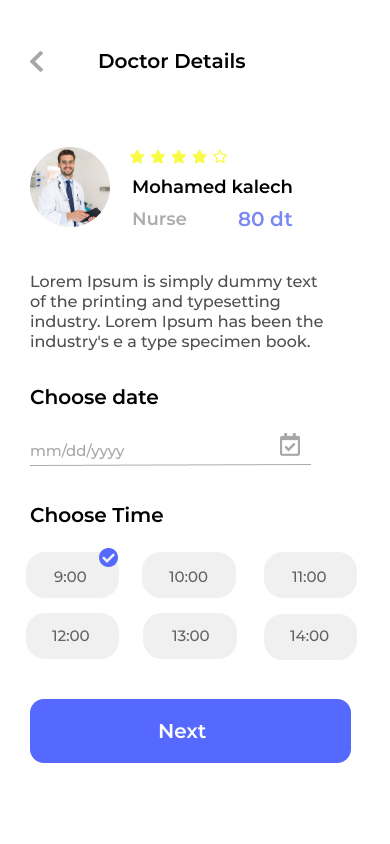 Doctor Details
Mohamed kalech
Nurse 80 dt
Lorem Ipsum is simply dummy text
of the printing and typesetting
industry. Lorem Ipsum has been the
industry's e a type specimen book.
Choose date
mm/dd/yyyy
Choose Time
9:00 10:00 11:00
12:00 13:00 14:00
Next